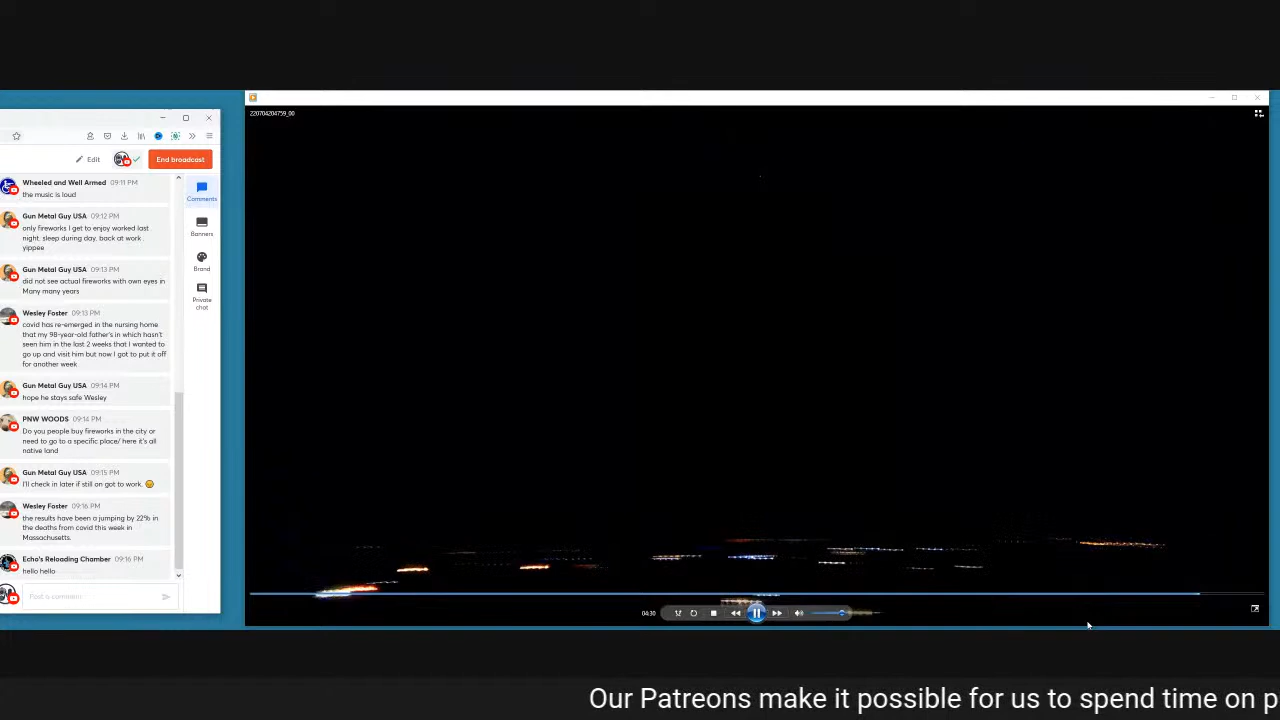 220704204759_00
Edit
End broadcast
Wheeled and Well Armed 09:11 PM
the music is loud
Gun Metal Guy USA 09:12 PM
only fireworks I get to enjoy worked last
night. sleep during day. back at work .
yippee
Gun Metal Guy USA 09:13 PM
did not see actual fireworks with own eyes in
Many many years
Wesley Foster 09:13 PM
covid has re-emerged in the nursing home
that my 98-year-old father's in which hasn't
seen him in the last 2 weeks that I wanted to
go up and visit him but now I got to put it off
for another week
Gun Metal Guy USA 09:14 PM
hope he stays safe Wesley
PNW WOODS 09:14 PM
Do you people buy fireworks in the city or
need to go to a specific place/ here it's all
native land
Gun Metal Guy USA 09:15 PM
I'll check in later if still on got to work.
Wesley Foster 09:16 PM
the results have been a jumping by 22% in
the deaths from covid this week in
Massachusetts.
Echo's Reloading Chamber 09:16 PM
hello hello
Post a comment
Comments
Banners
Brand
Private
chat
04:30
Our Patreons make it possible for us to spend time on p